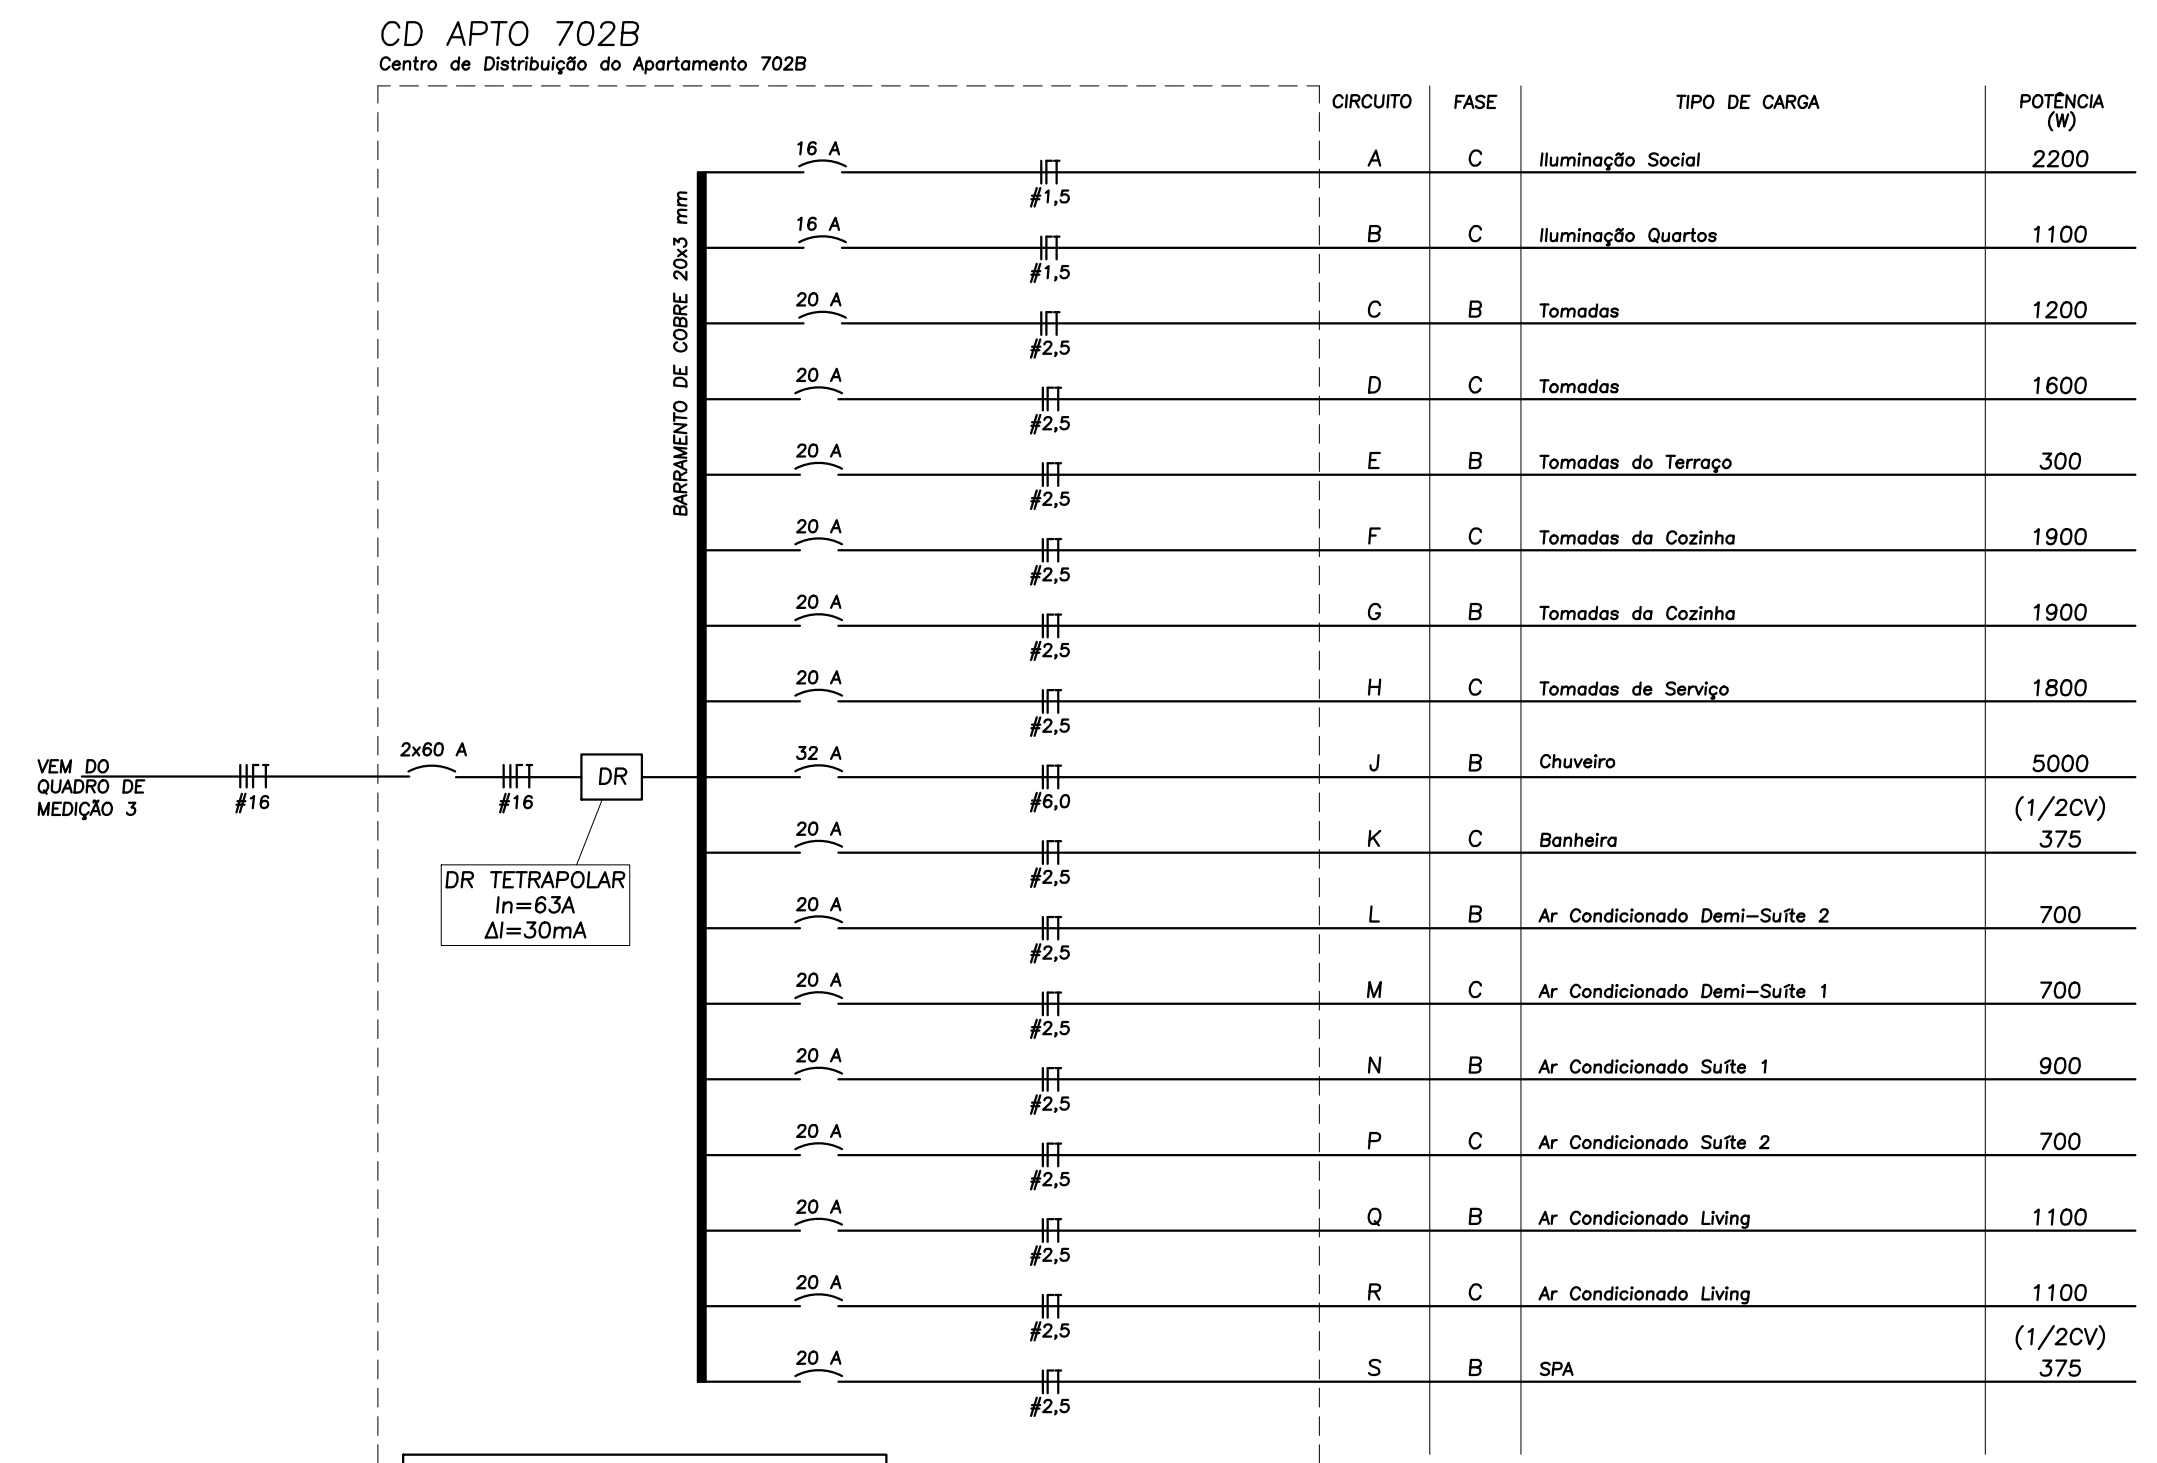 CD APTO 702B
Centro de Distribuição do Apartamento 702B
CIRCUITO FASE TIPO DE CARGA POTÊNCIA
(W)
16 A A C Iluminação Social 2200
#1,5
16 A B C Iluminação Quartos 1100
#1,5
20 A C B Tomadas 1200
#2,5
20 A D C Tomadas 1600
#2,5
20 A E B Tomadas do Terraço 300
#2,5
20 A F C Tomadas da Cozinha 1900
#2,5
20 A G B Tomadas da Cozinha 1900
#2,5
20 A H C Tomadas de Serviço 1800
#2,5
BARRAMENTO DE COBRE 20x3 mm
VEM DO
QUADRO DE
MEDIÇÃO 3
#16
2x60 A
#16
DR
DR TETRAPOLAR
In=63A
ΔI=30mA
32 A J B Chuveiro 5000
#6,0
(1/2CV)
20 A K C Banheira 375
#2,5
20 A L B Ar Condicionado Demi-Suíte 2 700
#2,5
20 A M C Ar Condicionado Demi-Suíte 1 700
#2,5
20 A N B Ar Condicionado Suíte 1 900
#2,5
20 A P C Ar Condicionado Suíte 2 700
#2,5
20 A Q B Ar Condicionado Living 1100
#2,5
20 A R C Ar Condicionado Living 1100
#2,5
(1/2CV)
20 A S B SPA 375
#2,5